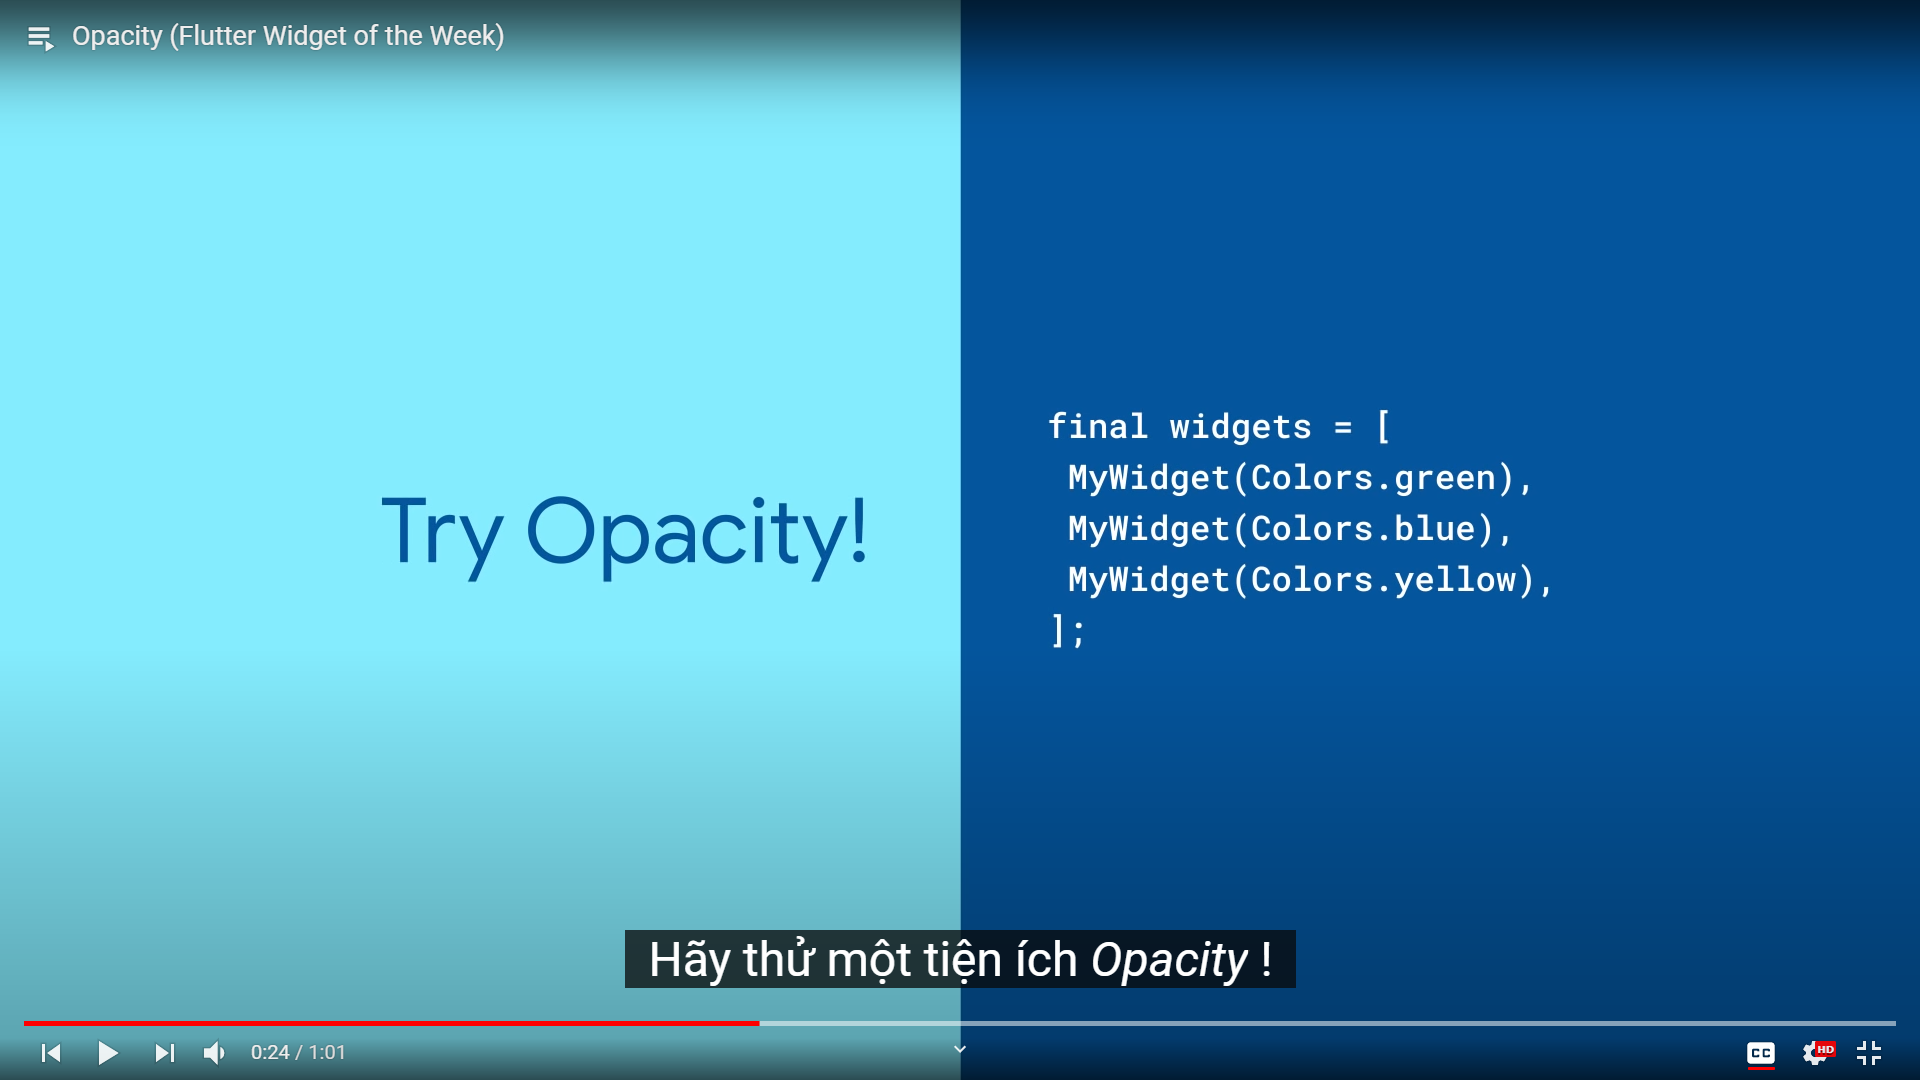 Opacity (Flutter Widget of the Week)
Try Opacity!
final widgets = [
MyWidget(Colors.green),
MyWidget(Colors.blue),
MyWidget(Colors.yellow),
];
Hãy thử một tiện ích Opacity !
0:24 / 1:01
CC
HD